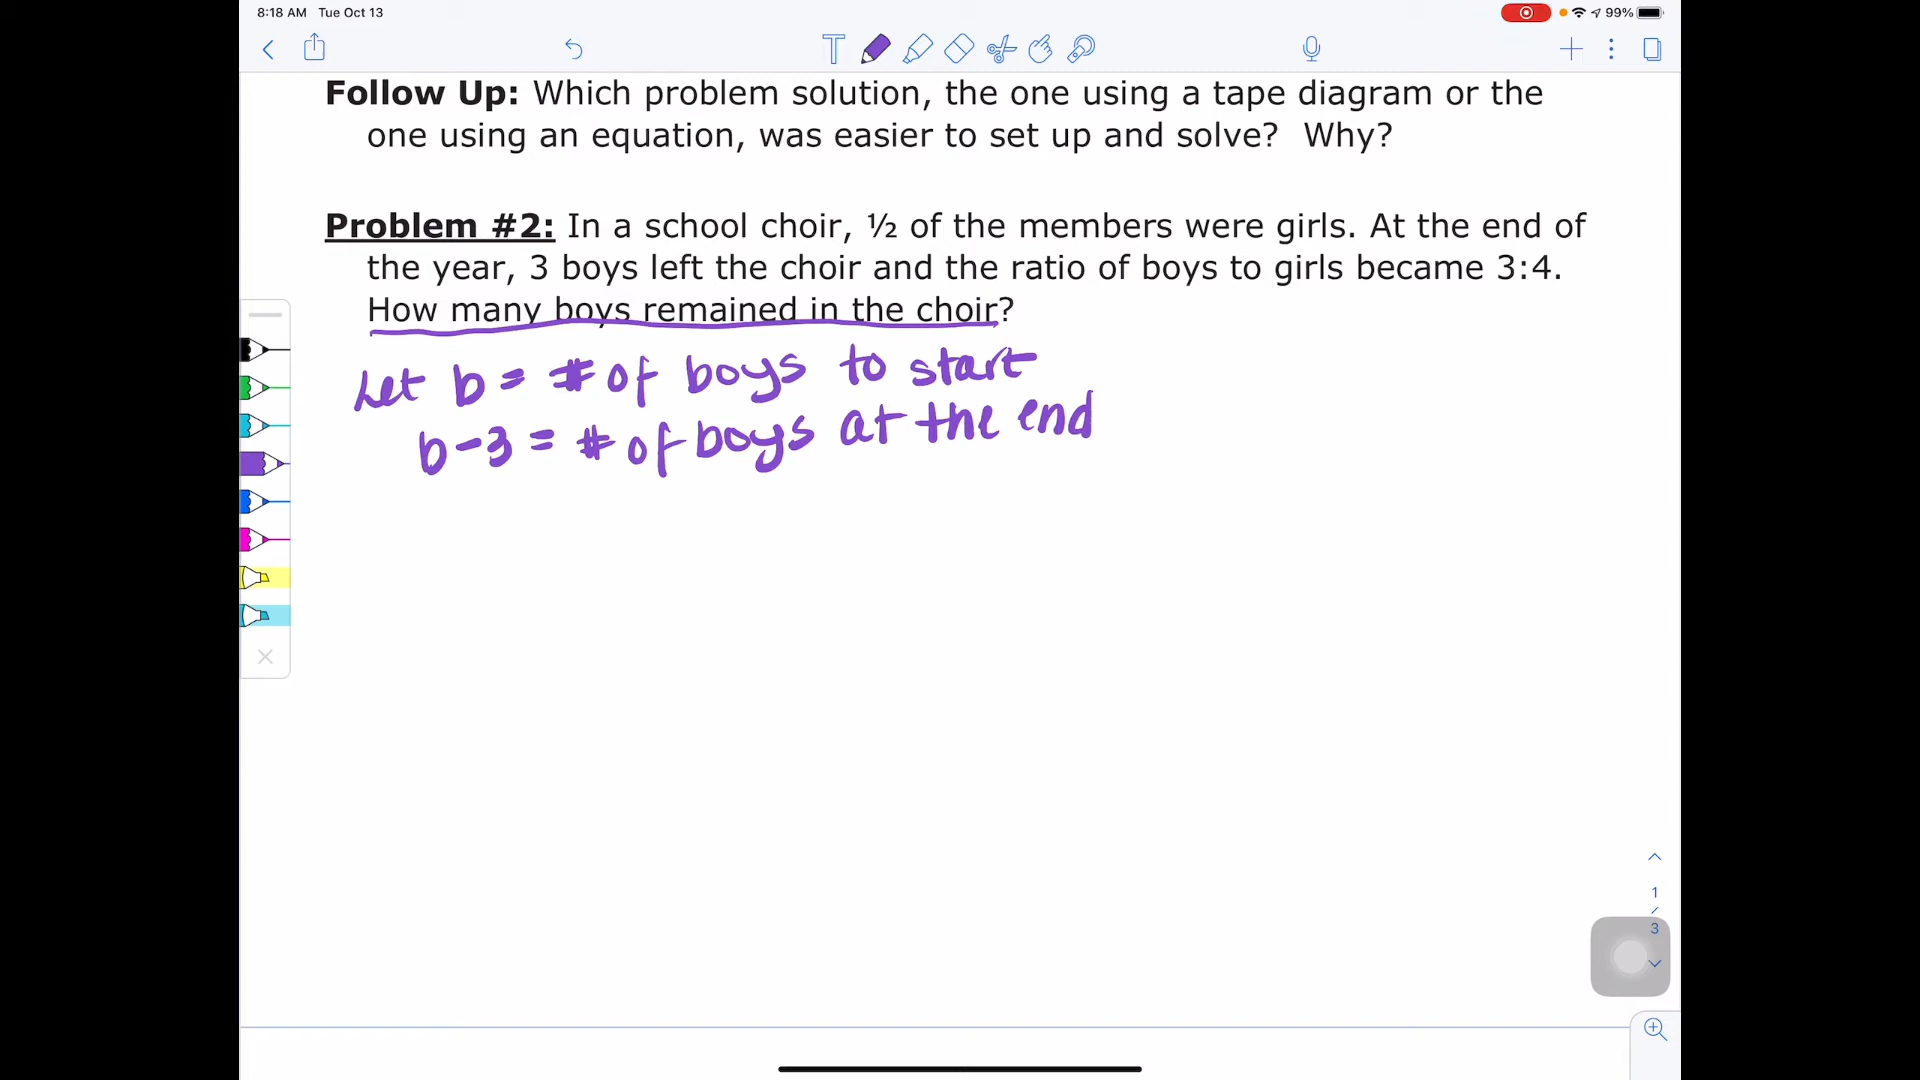 8:18 AM Tue Oct 13
99%
Follow Up: Which problem solution, the one using a tape diagram or the
one using an equation, was easier to set up and solve? Why?
Problem #2: In a school choir, ½ of the members were girls. At the end of
the year, 3 boys left the choir and the ratio of boys to girls became 3:4.
How many boys remained in the choir?
Let b = # of boys to start
b-3 = # of boys at the end
1
/
3